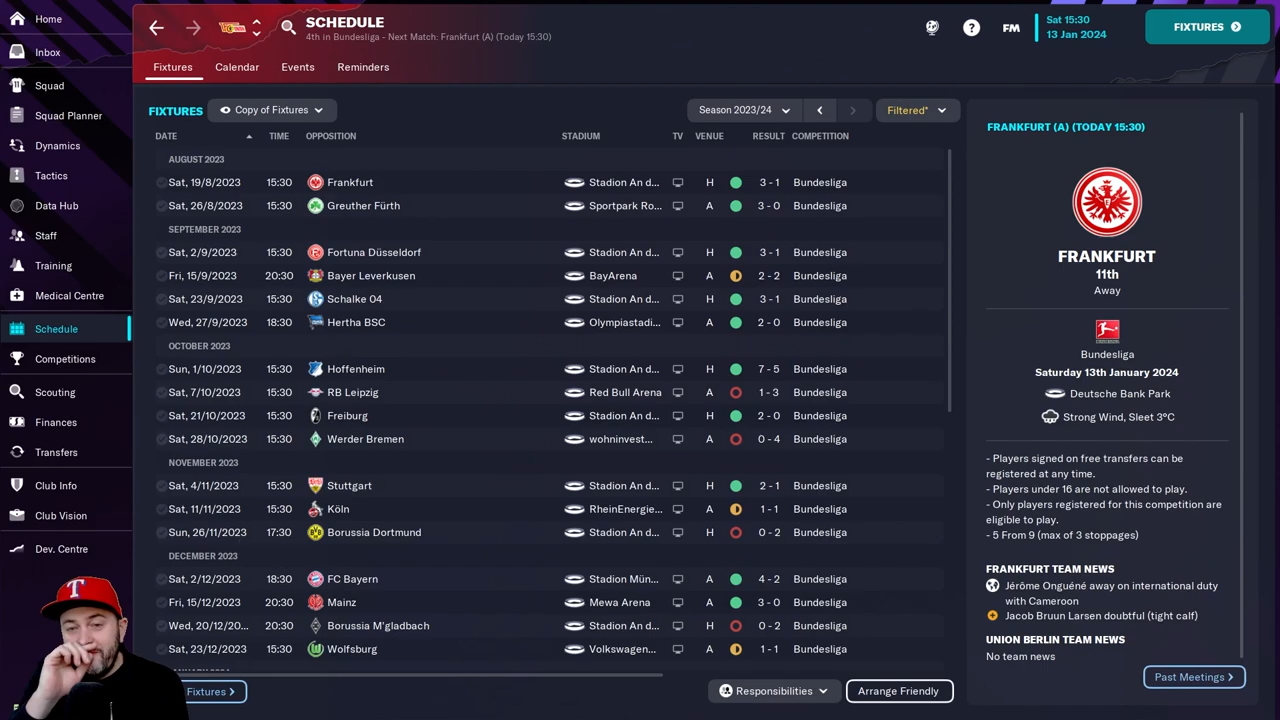 Home
Inbox
Squad
Squad Planner
Dynamics
Tactics
Data Hub
Staff
Training
Medical Centre
Schedule
Competitions
Scouting
Finances
Transfers
Club Info
Club Vision
Dev. Centre
SCHEDULE
4th in Bundesliga - Next Match: Frankfurt (A) (Today 15:30)
FM
Sat 15:30
13 Jan 2024
FIXTURES
Fixtures Calendar Events Reminders
FIXTURES Copy of Fixtures Season 2023/24 Filtered*
DATE TIME OPPOSITION STADIUM TV VENUE RESULT COMPETITION
AUGUST 2023
Sat, 19/8/2023 15:30 Frankfurt Stadion An d... H 3 - 1 Bundesliga
Sat, 26/8/2023 15:30 Greuther Fürth Sportpark Ro... A 3 - 0 Bundesliga
SEPTEMBER 2023
Sat, 2/9/2023 15:30 Fortuna Düsseldorf Stadion An d... H 3 - 1 Bundesliga
Fri, 15/9/2023 20:30 Bayer Leverkusen BayArena A 2 - 2 Bundesliga
Sat, 23/9/2023 15:30 Schalke 04 Stadion An d... H 3 - 1 Bundesliga
Wed, 27/9/2023 18:30 Hertha BSC Olympiastadi... A 2 - 0 Bundesliga
OCTOBER 2023
Sun, 1/10/2023 15:30 Hoffenheim Stadion An d... H 7 - 5 Bundesliga
Sat, 7/10/2023 15:30 RB Leipzig Red Bull Arena A 1 - 3 Bundesliga
Sat, 21/10/2023 15:30 Freiburg Stadion An d... H 2 - 0 Bundesliga
Sat, 28/10/2023 15:30 Werder Bremen wohninvest... A 0 - 4 Bundesliga
NOVEMBER 2023
Sat, 4/11/2023 15:30 Stuttgart Stadion An d... H 2 - 1 Bundesliga
Sat, 11/11/2023 15:30 Köln RheinEnergie... A 1 - 1 Bundesliga
Sun, 26/11/2023 17:30 Borussia Dortmund Stadion An d... H 0 - 2 Bundesliga
DECEMBER 2023
Sat, 2/12/2023 18:30 FC Bayern Stadion Mün... A 4 - 2 Bundesliga
Fri, 15/12/2023 20:30 Mainz Mewa Arena A 3 - 0 Bundesliga
Wed, 20/12/20... 20:30 Borussia M'gladbach Stadion An d... H 0 - 2 Bundesliga
Sat, 23/12/2023 15:30 Wolfsburg Volkswagen... A 1 - 1 Bundesliga
Fixtures Responsibilities Arrange Friendly
FRANKFURT (A) (TODAY 15:30)
FRANKFURT
11th
Away
Bundesliga
Saturday 13th January 2024
Deutsche Bank Park
Strong Wind, Sleet 3°C
- Players signed on free transfers can be
registered at any time.
- Players under 16 are not allowed to play.
- Only players registered for this competition are
eligible to play.
- 5 From 9 (max of 3 stoppages)
FRANKFURT TEAM NEWS
Jérôme Onguéné away on international duty
with Cameroon
Jacob Bruun Larsen doubtful (tight calf)
UNION BERLIN TEAM NEWS
No team news
Past Meetings
T